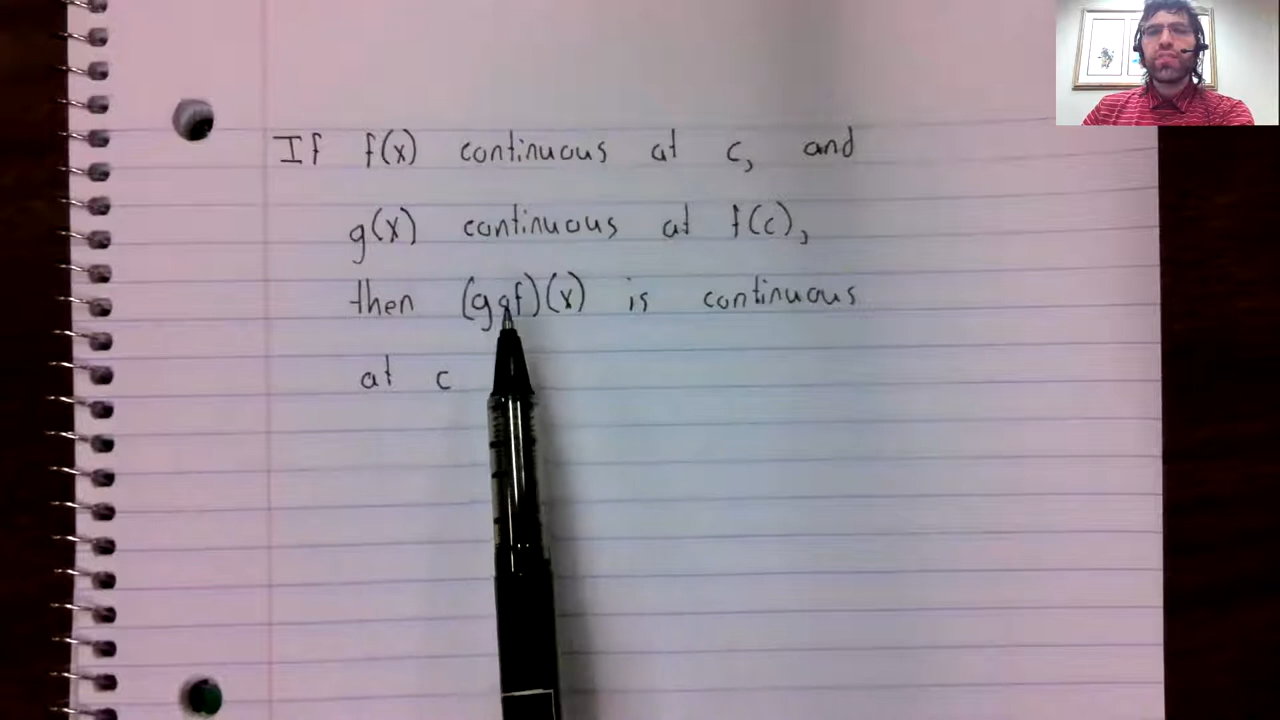 If f(x) continuous at c, and
g(x) continuous at f(c),
then (g∘f)(x) is continuous
at c